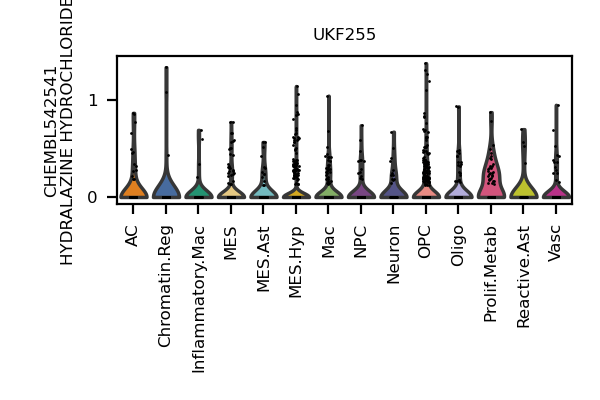 UKF255
CHEMBL542541
HYDRALAZINE HYDROCHLORIDE
1
0
AC
Chromatin.Reg
Inflammatory.Mac
MES
MES.Ast
MES.Hyp
Mac
NPC
Neuron
OPC
Oligo
Prolif.Metab
Reactive.Ast
Vasc